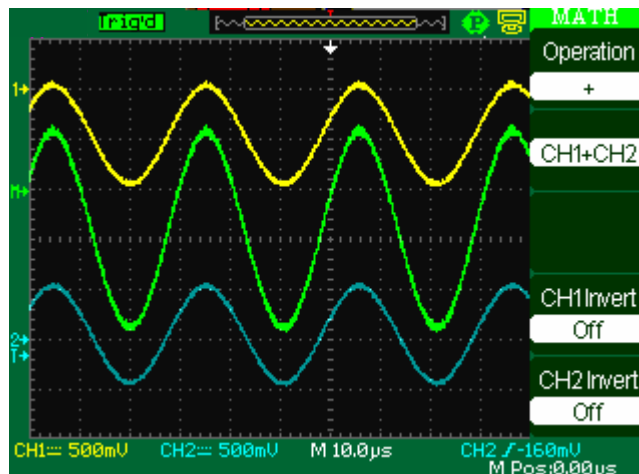 Trig'd P MATH
Operation
+
CH1+CH2
CH1 Invert
Off
CH2 Invert
Off
1
M
2
T
CH1 500mV CH2 500mV M 10.0µs CH2 -160mV
M Pos:0.00µs